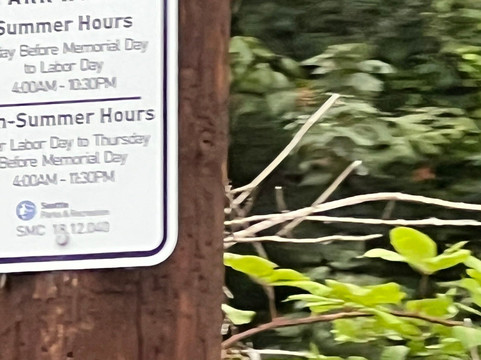 Summer Hours
ay Before Memorial Day
to Labor Day
4:00AM - 10:30PM
n-Summer Hours
r Labor Day to Thursday
Before Memorial Day
4:00AM - 11:30PM
Seattle
Parks & Recreation
SMC 18.12.040